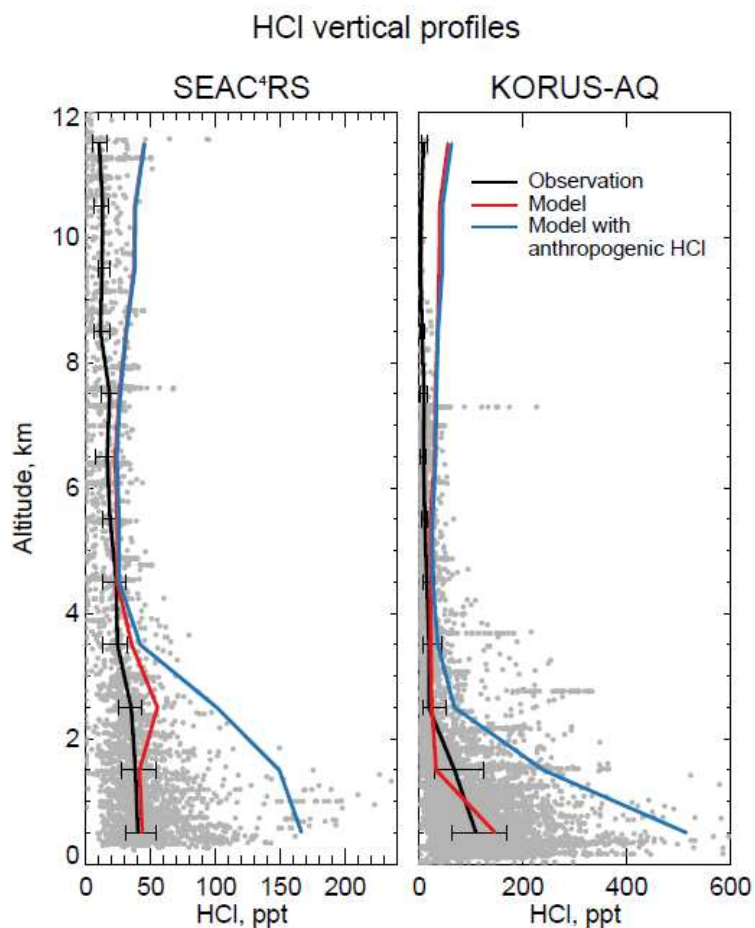 HCl vertical profiles
SEAC⁴RS
KORUS-AQ
12
10
8
6
4
2
0
Altitude, km
Observation
Model
Model with
anthropogenic HCl
0 50 100 150 200
0 200 400 600
HCl, ppt
HCl, ppt